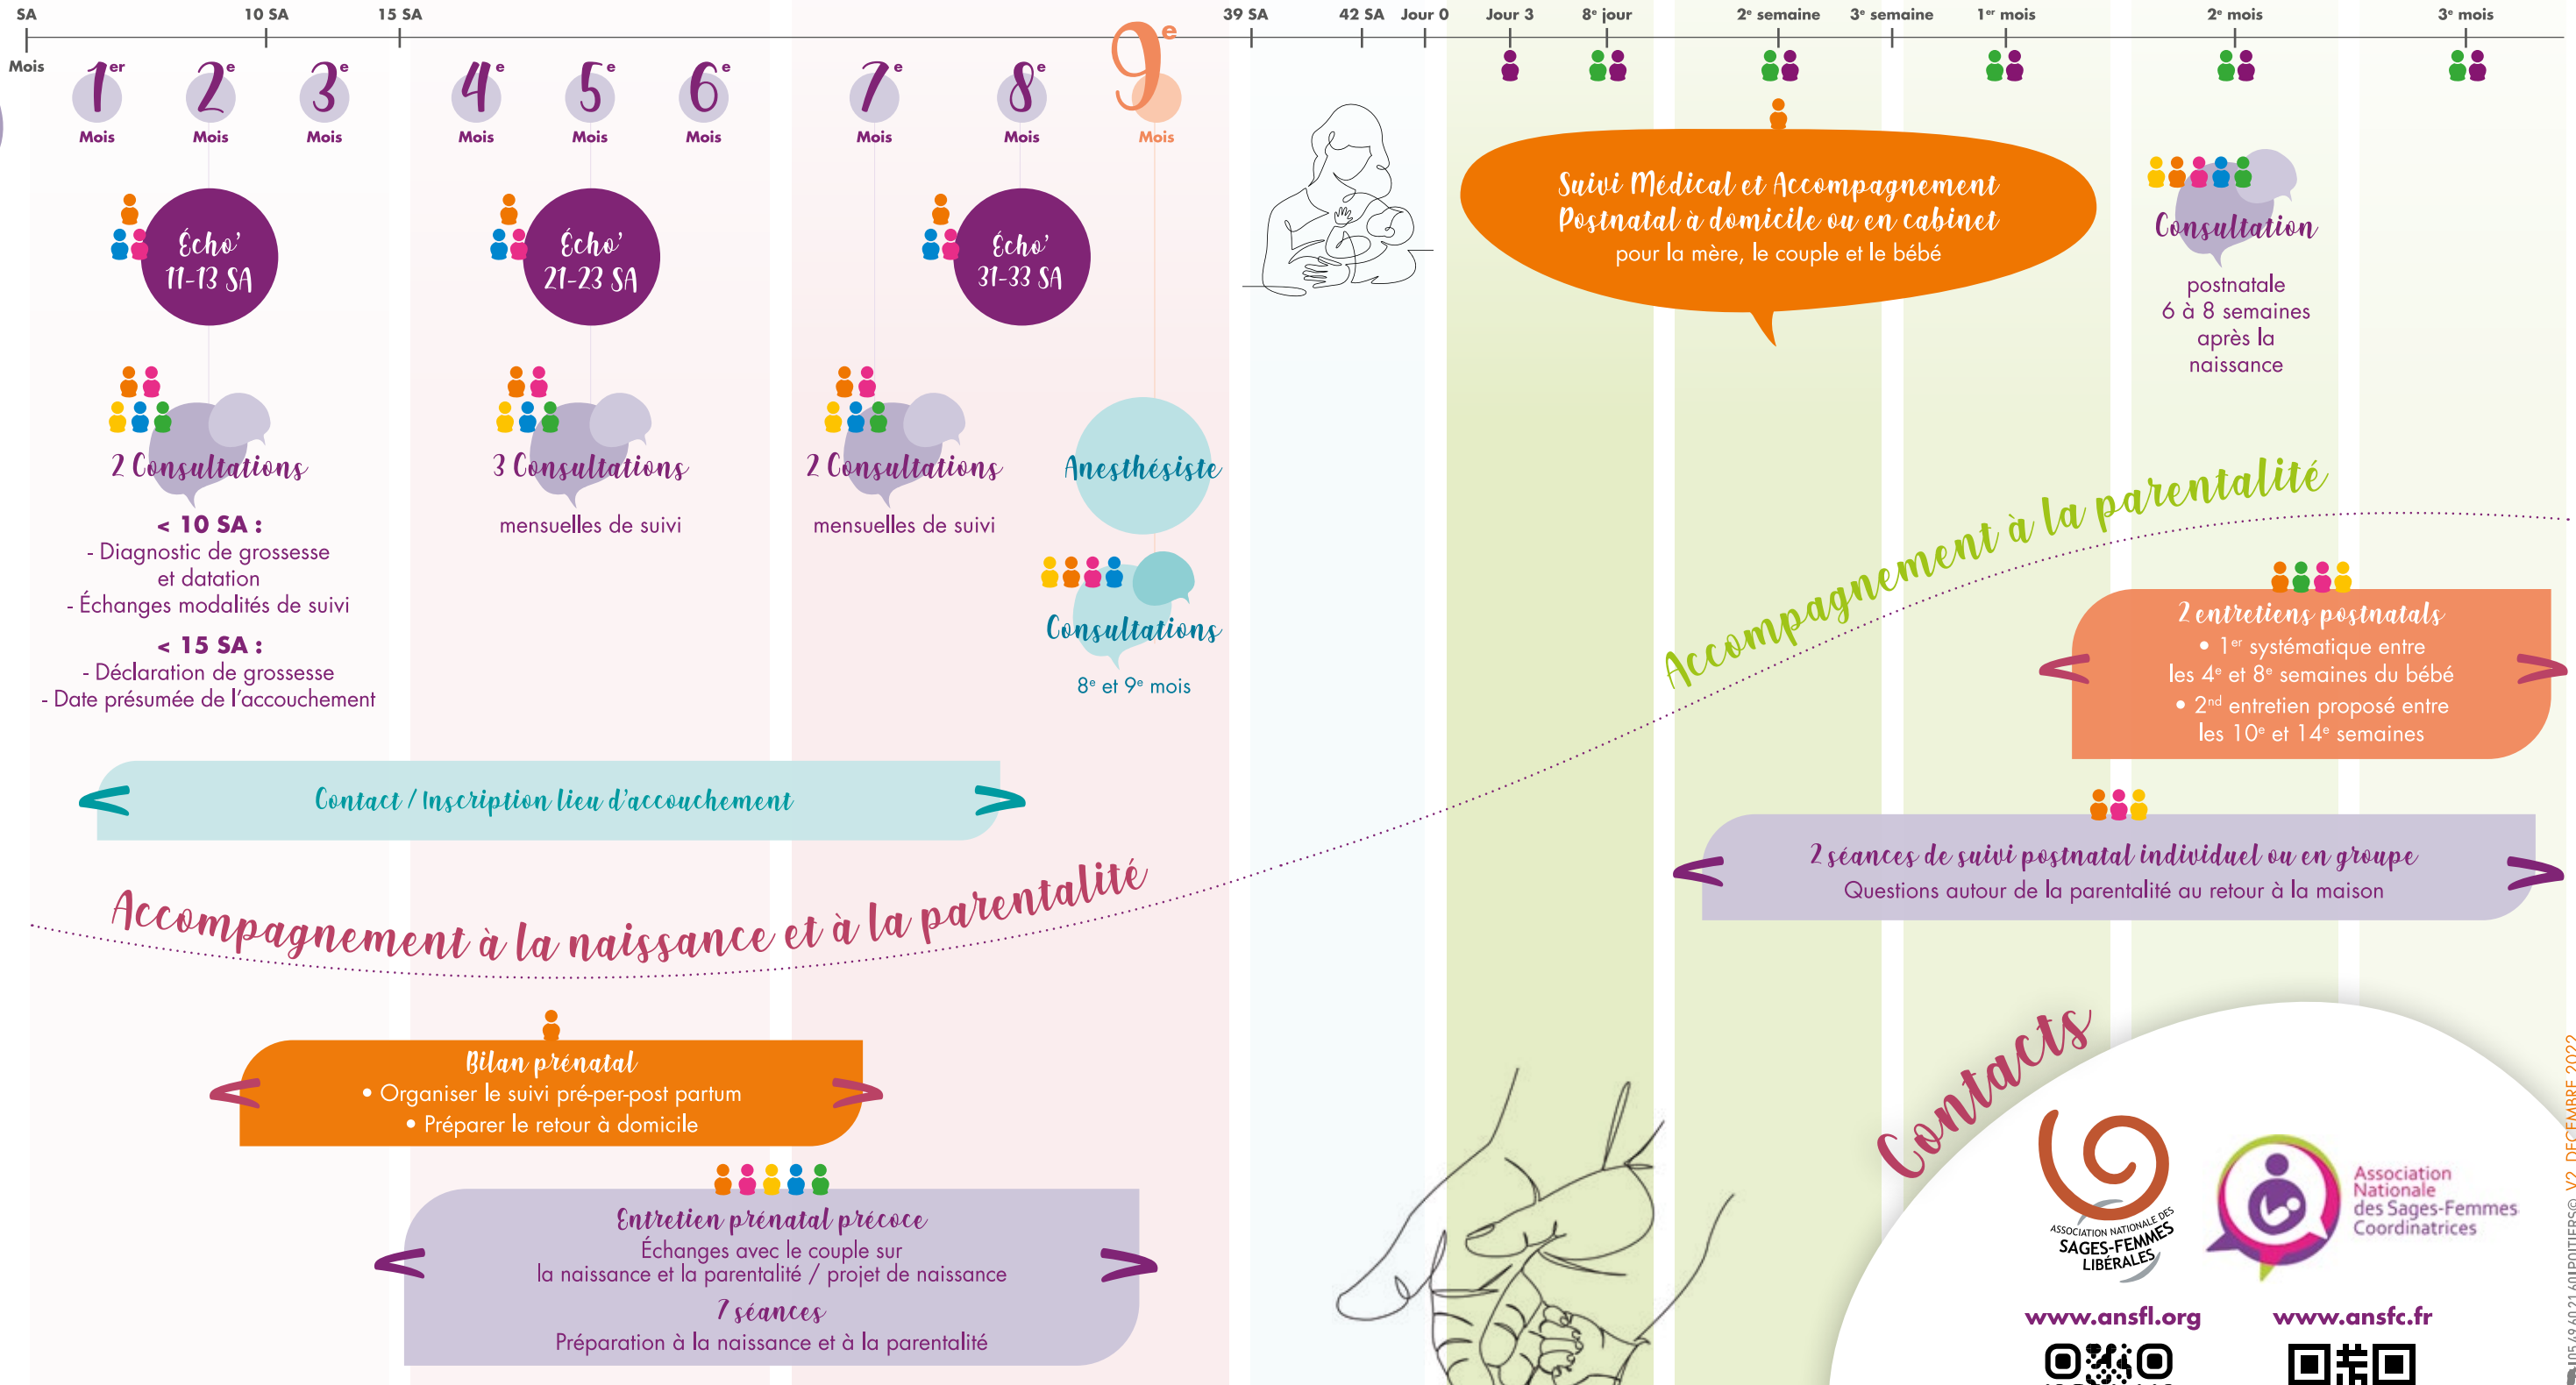 SA
10 SA
15 SA
39 SA
42 SA
Jour 0
Jour 3
8e jour
2e semaine
3e semaine
1er mois
2e mois
3e mois
Mois
1er
Mois
2e
Mois
3e
Mois
4e
Mois
5e
Mois
6e
Mois
7e
Mois
8e
Mois
9e
Mois
Écho'
11-13 SA
Écho'
21-23 SA
Écho'
31-33 SA
Suivi Médical et Accompagnement
Postnatal à domicile ou en cabinet
pour la mère, le couple et le bébé
Consultation
postnatale
6 à 8 semaines
après la
naissance
2 Consultations
< 10 SA :
- Diagnostic de grossesse
et datation
- Échanges modalités de suivi
< 15 SA :
- Déclaration de grossesse
- Date présumée de l'accouchement
3 Consultations
mensuelles de suivi
2 Consultations
mensuelles de suivi
Anesthésiste
Consultations
8e et 9e mois
Accompagnement à la parentalité
2 entretiens postnatals
• 1er systématique entre
les 4e et 8e semaines du bébé
• 2nd entretien proposé entre
les 10e et 14e semaines
Contact / Inscription lieu d'accouchement
2 séances de suivi postnatal individuel ou en groupe
Questions autour de la parentalité au retour à la maison
Accompagnement à la naissance et à la parentalité
Bilan prénatal
• Organiser le suivi pré-per-post partum
• Préparer le retour à domicile
Entretien prénatal précoce
Échanges avec le couple sur
la naissance et la parentalité / projet de naissance
7 séances
Préparation à la naissance et à la parentalité
Contacts
ASSOCIATION NATIONALE DES
SAGES-FEMMES
LIBÉRALES
www.ansfl.org
Association
Nationale
des Sages-Femmes
Coordinatrices
www.ansfc.fr
05 49 60 21 60 | POITIERS© V2 DECEMBRE 2022